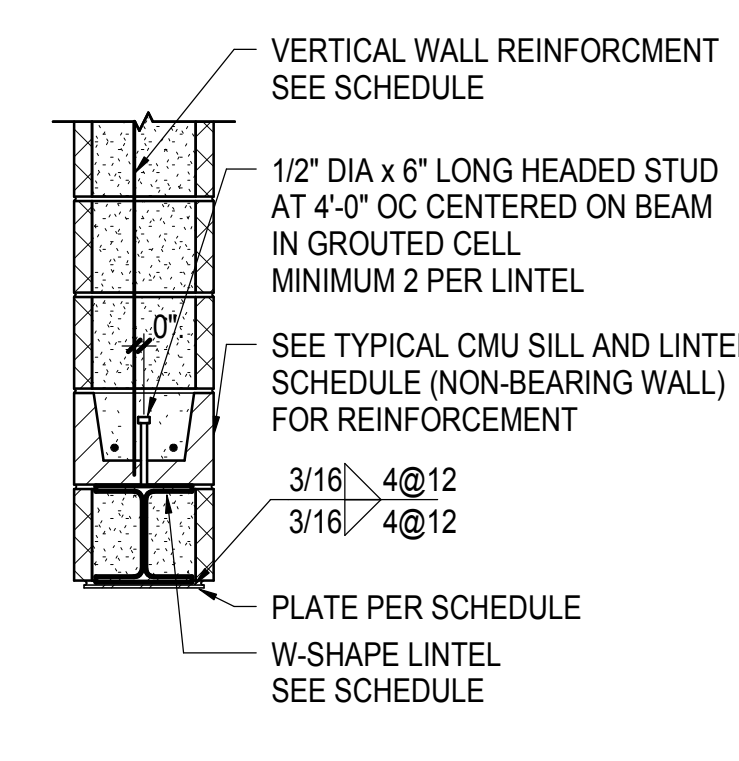 VERTICAL WALL REINFORCMENT
SEE SCHEDULE
1/2" DIA x 6" LONG HEADED STUD
AT 4'-0" OC CENTERED ON BEAM
IN GROUTED CELL
MINIMUM 2 PER LINTEL
0"
SEE TYPICAL CMU SILL AND LINTEL
SCHEDULE (NON-BEARING WALL)
FOR REINFORCEMENT
3/16 4@12
3/16 4@12
PLATE PER SCHEDULE
W-SHAPE LINTEL
SEE SCHEDULE